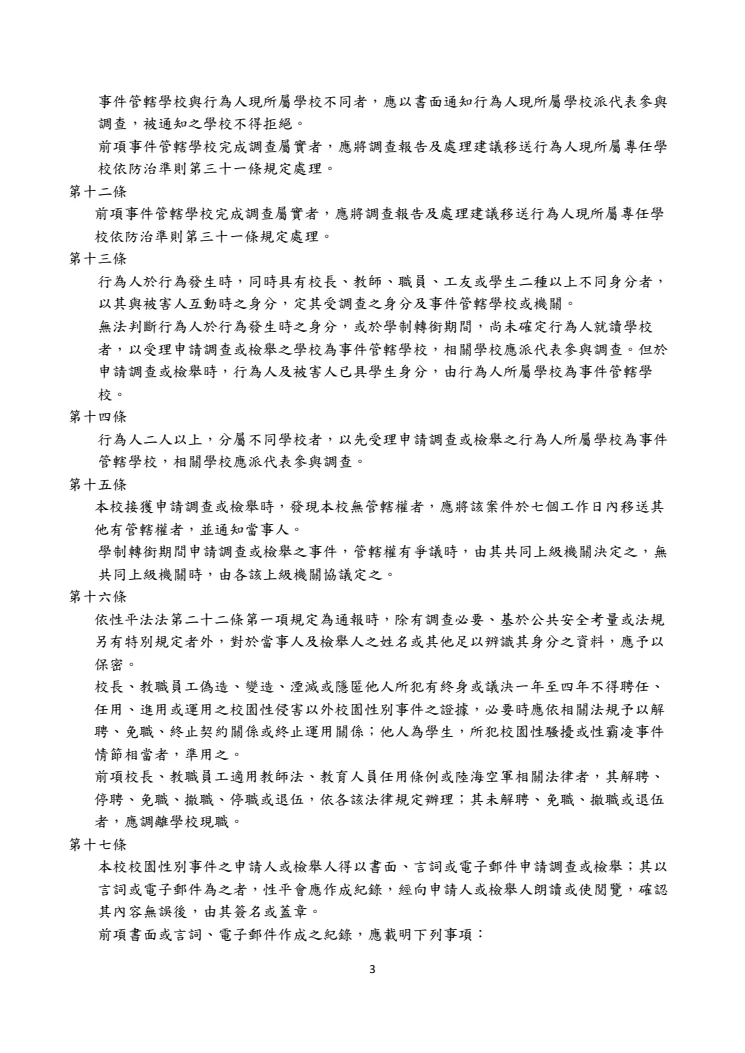 事件管轄學校與行為人現所屬學校不同者，應以書面通知行為人現所屬學校派代表參與
調查，被通知之學校不得拒絕。
前項事件管轄學校完成調查屬實者，應將調查報告及處理建議移送行為人現所屬專任學
校依防治準則第三十一條規定處理。
第十二條
前項事件管轄學校完成調查屬實者，應將調查報告及處理建議移送行為人現所屬專任學
校依防治準則第三十一條規定處理。
第十三條
行為人於行為發生時，同時具有校長、教師、職員、工友或學生二種以上不同身分者，
以其與被害人互動時之身分，定其受調查之身分及事件管轄學校或機關。
無法判斷行為人於行為發生時之身分，或於學制轉銜期間，尚未確定行為人就讀學校
者，以受理申請調查或檢舉之學校為事件管轄學校，相關學校應派代表參與調查。但於
申請調查或檢舉時，行為人及被害人已具學生身分，由行為人所屬學校為事件管轄學
校。
第十四條
行為人二人以上，分屬不同學校者，以先受理申請調查或檢舉之行為人所屬學校為事件
管轄學校，相關學校應派代表參與調查。
第十五條
本校接獲申請調查或檢舉時，發現本校無管轄權者，應將該案件於七個工作日內移送其
他有管轄權者，並通知當事人。
學制轉銜期間申請調查或檢舉之事件，管轄權有爭議時，由其共同上級機關決定之，無
共同上級機關時，由各該上級機關協議定之。
第十六條
依性平法法第二十二條第一項規定為通報時，除有調查必要、基於公共安全考量或法規
另有特別規定者外，對於當事人及檢舉人之姓名或其他足以辨識其身分之資料，應予以
保密。
校長、教職員工偽造、變造、湮滅或隱匿他人所犯有終身或議決一年至四年不得聘任、
任用、進用或運用之校園性侵害以外校園性別事件之證據，必要時應依相關法規予以解
聘、免職、終止契約關係或終止運用關係；他人為學生，所犯校園性騷擾或性霸凌事件
情節相當者，準用之。
前項校長、教職員工適用教師法、教育人員任用條例或陸海空軍相關法律者，其解聘、
停聘、免職、撤職、停職或退伍，依各該法律規定辦理；其未解聘、免職、撤職或退伍
者，應調離學校現職。
第十七條
本校校園性別事件之申請人或檢舉人得以書面、言詞或電子郵件申請調查或檢舉；其以
言詞或電子郵件為之者，性平會應作成紀錄，經向申請人或檢舉人朗讀或使閱覽，確認
其內容無誤後，由其簽名或蓋章。
前項書面或言詞、電子郵件作成之紀錄，應載明下列事項：
3